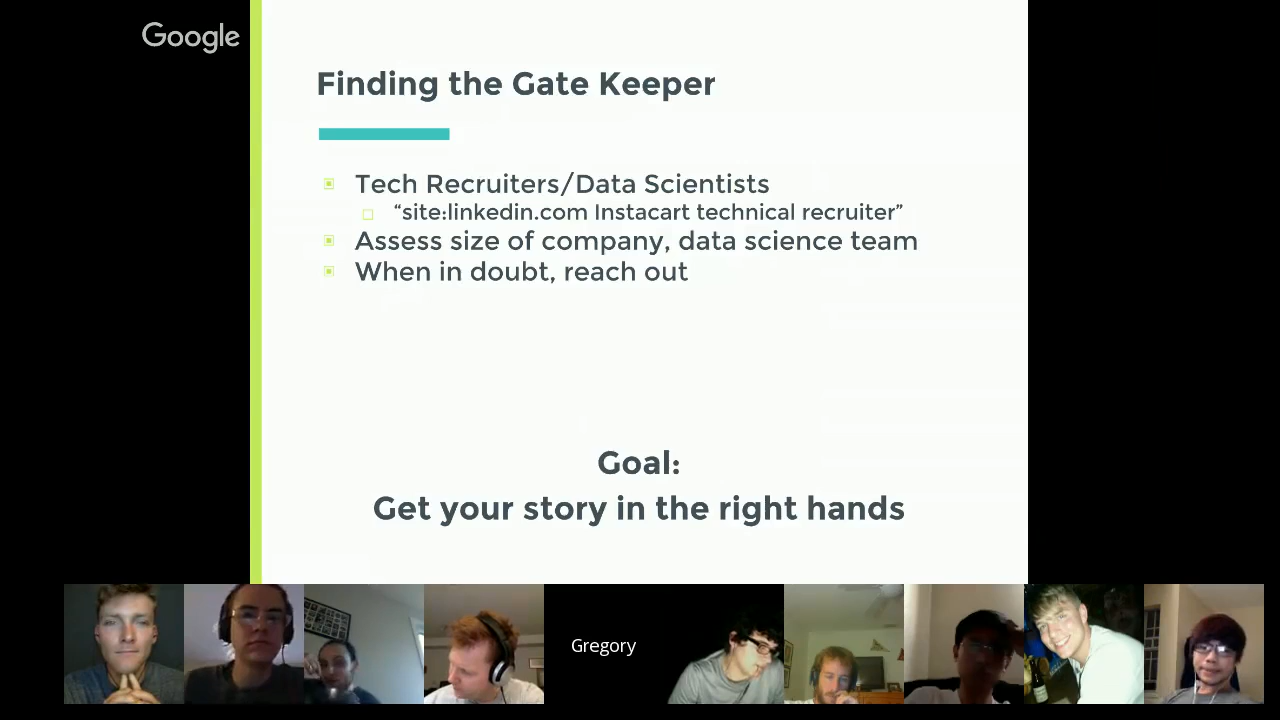 Google
Finding the Gate Keeper
Tech Recruiters/Data Scientists
“site:linkedin.com Instacart technical recruiter”
Assess size of company, data science team
When in doubt, reach out
Goal:
Get your story in the right hands
Gregory